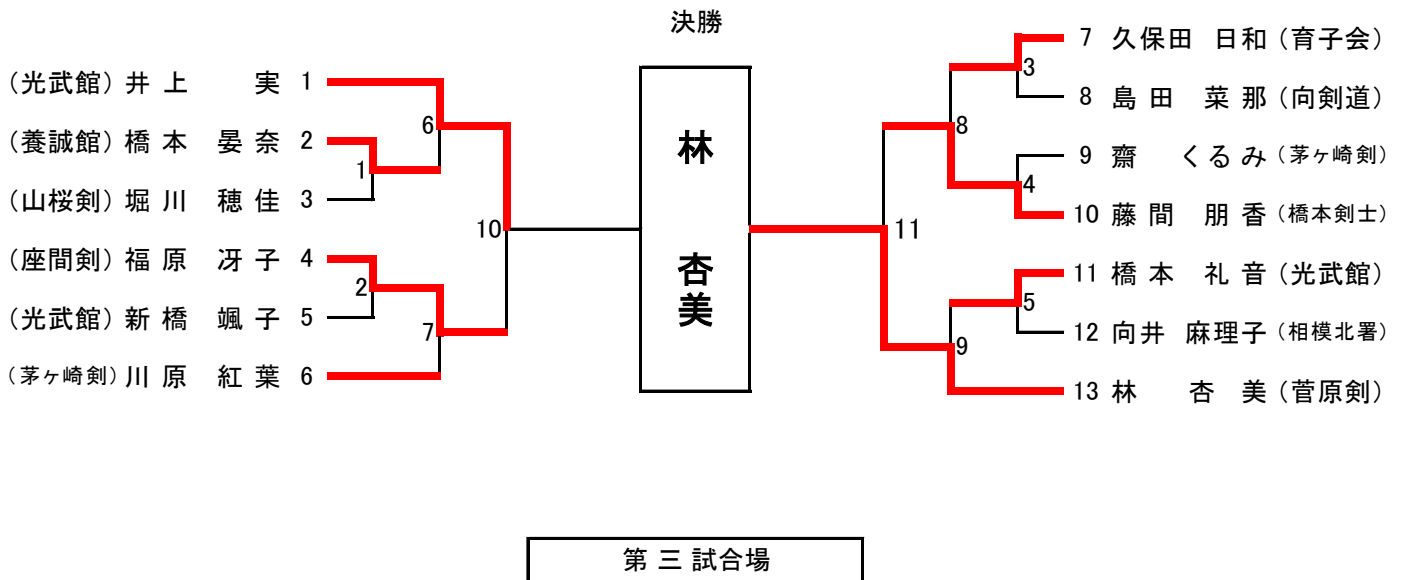 決勝
(光武館) 井上 実 1
(養誠館) 橋本 晏奈 2
(山桜剣) 堀川 穂佳 3
(座間剣) 福原 冴子 4
(光武館) 新橋 颯子 5
(茅ヶ崎剣) 川原 紅葉 6
1
2
6
7
10
林 杏美
11
8
9
3
4
5
7 久保田 日和 (育子会)
8 島田 菜那 (向剣道)
9 齋 くるみ (茅ヶ崎剣)
10 藤間 朋香 (橋本剣士)
11 橋本 礼音 (光武館)
12 向井 麻理子 (相模北署)
13 林 杏美 (菅原剣)
第三試合場